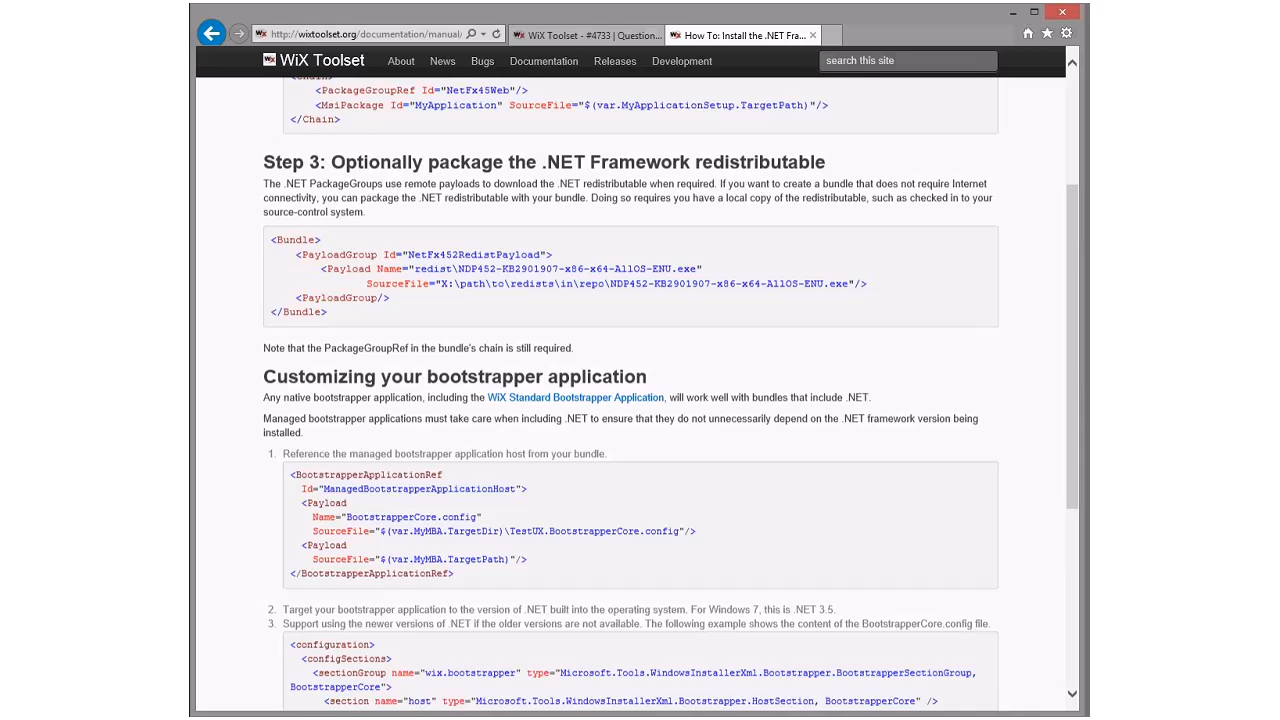 http://wixtoolset.org/documentation/manual/
WiX Toolset - #4733 | Question...
How To: Install the .NET Fra...
WiX Toolset
About
News
Bugs
Documentation
Releases
Development
search this site
<Chain>
<PackageGroupRef Id="NetFx45Web"/>
<MsiPackage Id="MyApplication" SourceFile="$(var.MyApplicationSetup.TargetPath)"/>
</Chain>
Step 3: Optionally package the .NET Framework redistributable
The .NET PackageGroups use remote payloads to download the .NET redistributable when required. If you want to create a bundle that does not require Internet
connectivity, you can package the .NET redistributable with your bundle. Doing so requires you have a local copy of the redistributable, such as checked in to your
source-control system.
<Bundle>
<PayloadGroup Id="NetFx452RedistPayload">
<Payload Name="redist\NDP452-KB2901907-x86-x64-AllOS-ENU.exe"
SourceFile="X:\path\to\redists\in\repo\NDP452-KB2901907-x86-x64-AllOS-ENU.exe"/>
<PayloadGroup/>
</Bundle>
Note that the PackageGroupRef in the bundle's chain is still required.
Customizing your bootstrapper application
Any native bootstrapper application, including the WiX Standard Bootstrapper Application, will work well with bundles that include .NET.
Managed bootstrapper applications must take care when including .NET to ensure that they do not unnecessarily depend on the .NET framework version being
installed.
1. Reference the managed bootstrapper application host from your bundle.
<BootstrapperApplicationRef
Id="ManagedBootstrapperApplicationHost">
<Payload
Name="BootstrapperCore.config"
SourceFile="$(var.MyMBA.TargetDir)\TestUX.BootstrapperCore.config"/>
<Payload
SourceFile="$(var.MyMBA.TargetPath)"/>
</BootstrapperApplicationRef>
2. Target your bootstrapper application to the version of .NET built into the operating system. For Windows 7, this is .NET 3.5.
3. Support using the newer versions of .NET if the older versions are not available. The following example shows the content of the BootstrapperCore.config file.
<configuration>
<configSections>
<sectionGroup name="wix.bootstrapper" type="Microsoft.Tools.WindowsInstallerXml.Bootstrapper.BootstrapperSectionGroup,
BootstrapperCore">
<section name="host" type="Microsoft.Tools.WindowsInstallerXml.Bootstrapper.HostSection, BootstrapperCore" />